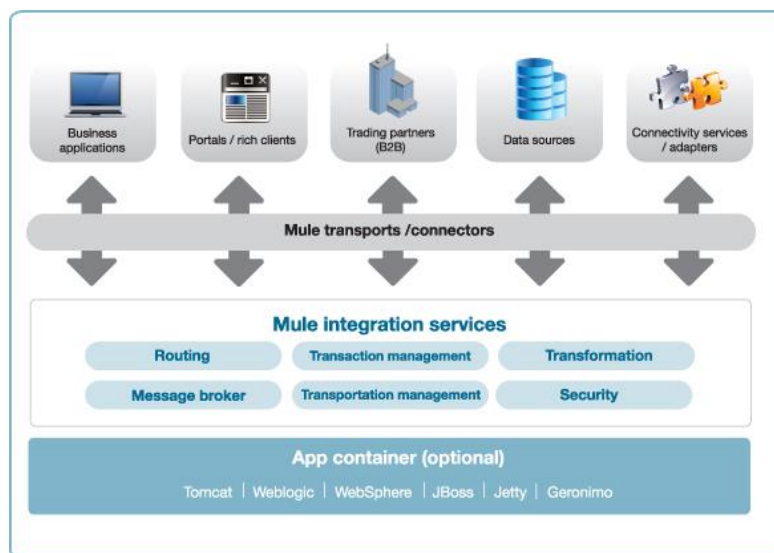 Business
applications
Portals / rich clients
Trading partners
(B2B)
Data sources
Connectivity services
/ adapters
Mule transports /connectors
Mule integration services
Routing
Transaction management
Transformation
Message broker
Transportation management
Security
App container (optional)
Tomcat | Weblogic | WebSphere | JBoss | Jetty | Geronimo